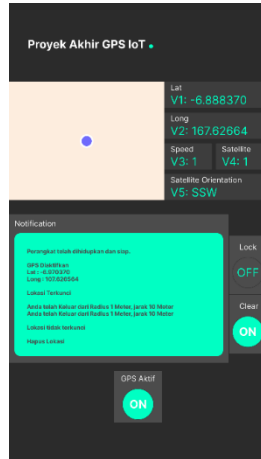 Proyek Akhir GPS IoT
Lat
V1: -6.888370
Long
V2: 167.62664
Speed
V3: 1
Satellite
V4: 1
Satellite Orientation
V5: SSW
Notification
Perangkat telah dihidupkan dan siap.
GPS Diaktifkan
Lat : -6.970370
Long : 107.626564
Lokasi Terkunci
Anda telah Keluar dari Radius 1 Meter, jarak 10 Meter
Anda telah Keluar dari Radius 1 Meter, jarak 10 Meter
Lokasi tidak terkunci
Hapus Lokasi
Lock
OFF
Clear
ON
GPS Aktif
ON